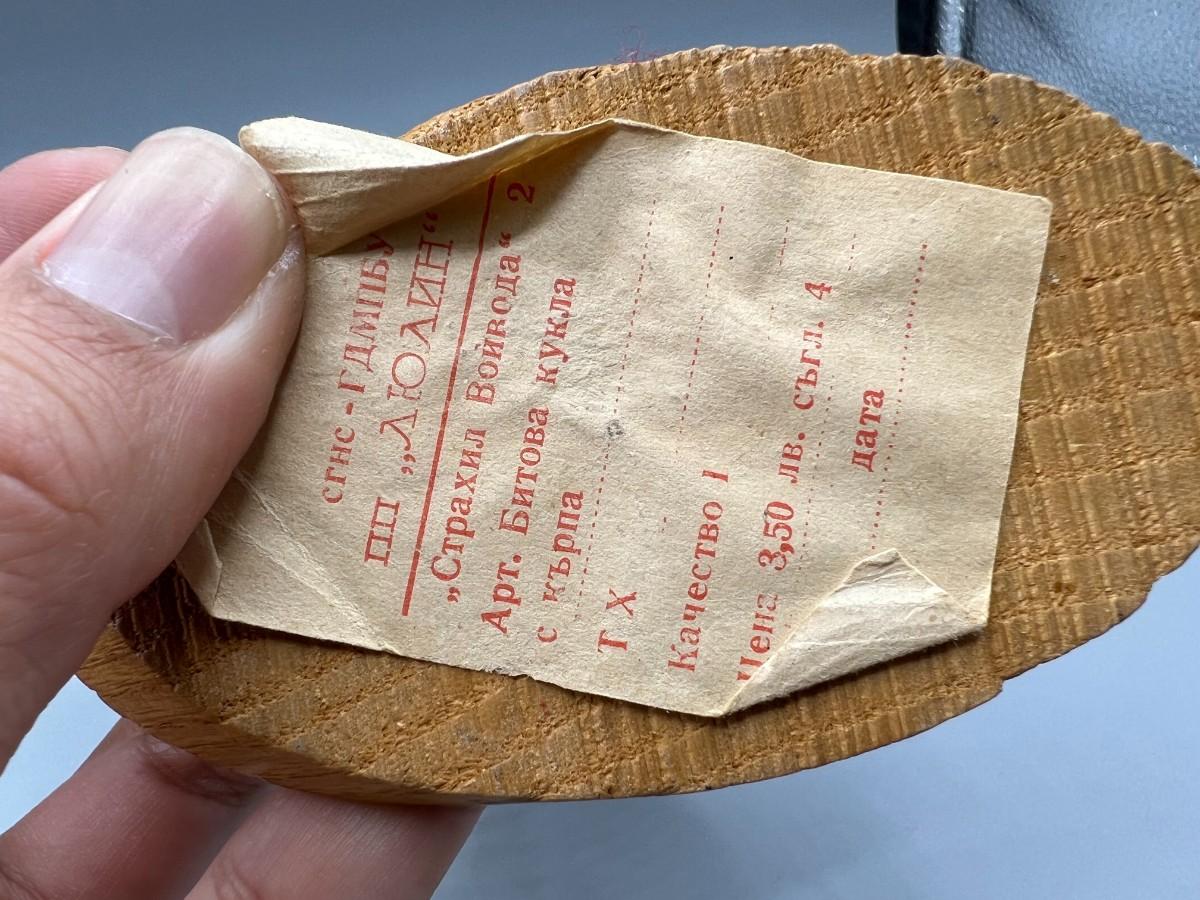 СГНС - ГДМПБУ
ПП „ЛЮЛИН“
„Страхил Войвода“ 2
Арт. Битова кукла
с кърпа
Т Х
Качество I
Цена 3,50 лв. съгл. 4
дата